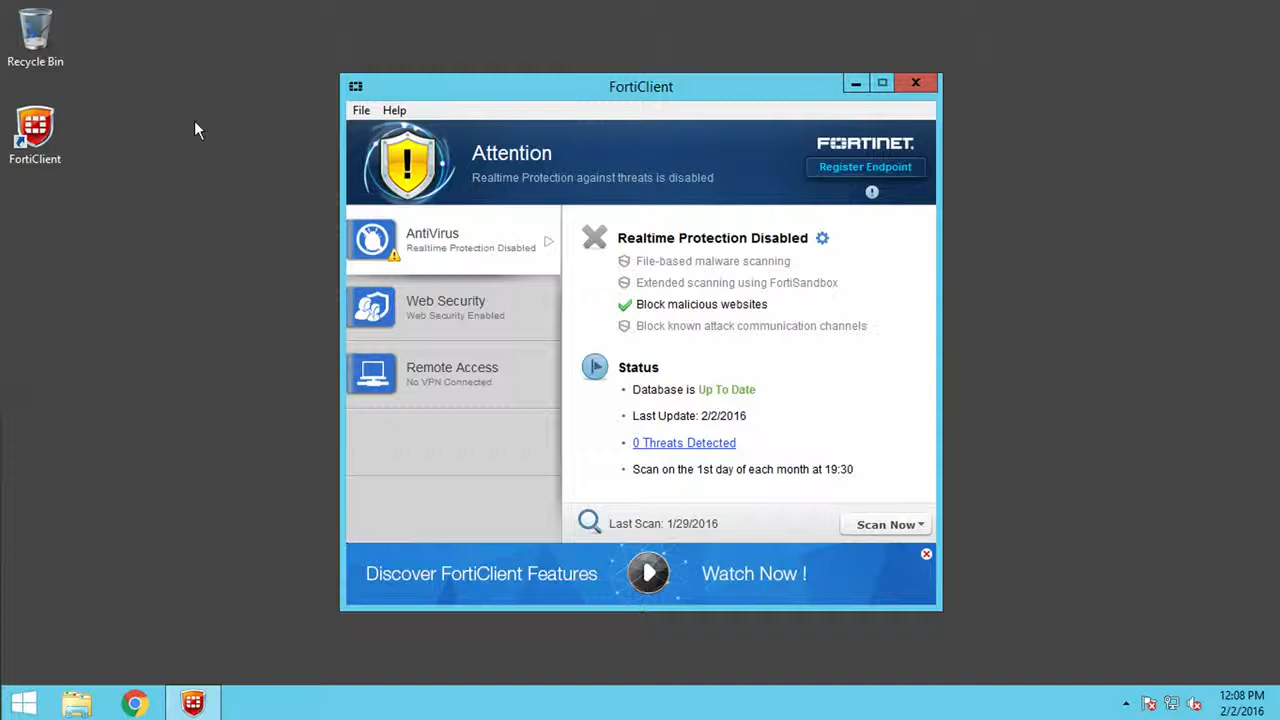 Recycle Bin
FortiClient
FortiClient
File Help
Attention
Realtime Protection against threats is disabled
FORTINET
Register Endpoint
AntiVirus
Realtime Protection Disabled
Web Security
Web Security Enabled
Remote Access
No VPN Connected
Realtime Protection Disabled
File-based malware scanning
Extended scanning using FortiSandbox
Block malicious websites
Block known attack communication channels
Status
Database is Up To Date
Last Update: 2/2/2016
0 Threats Detected
Scan on the 1st day of each month at 19:30
Last Scan: 1/29/2016
Scan Now
Discover FortiClient Features Watch Now !
12:08 PM
2/2/2016